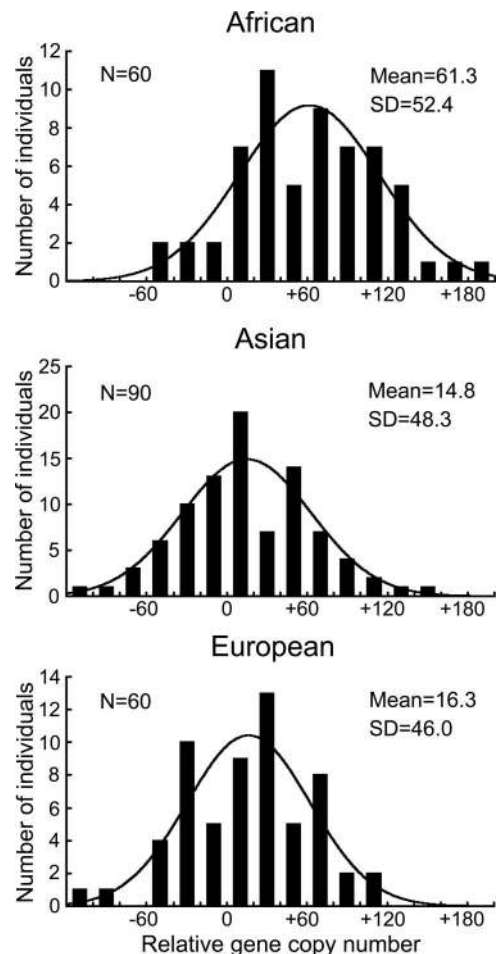 African
N=60
Mean=61.3
SD=52.4
Number of individuals
12
10
8
6
4
2
0
-60 0 +60 +120 +180
Asian
N=90
Mean=14.8
SD=48.3
Number of individuals
25
20
15
10
5
0
-60 0 +60 +120 +180
European
N=60
Mean=16.3
SD=46.0
Number of individuals
14
12
10
8
6
4
2
0
-60 0 +60 +120 +180
Relative gene copy number